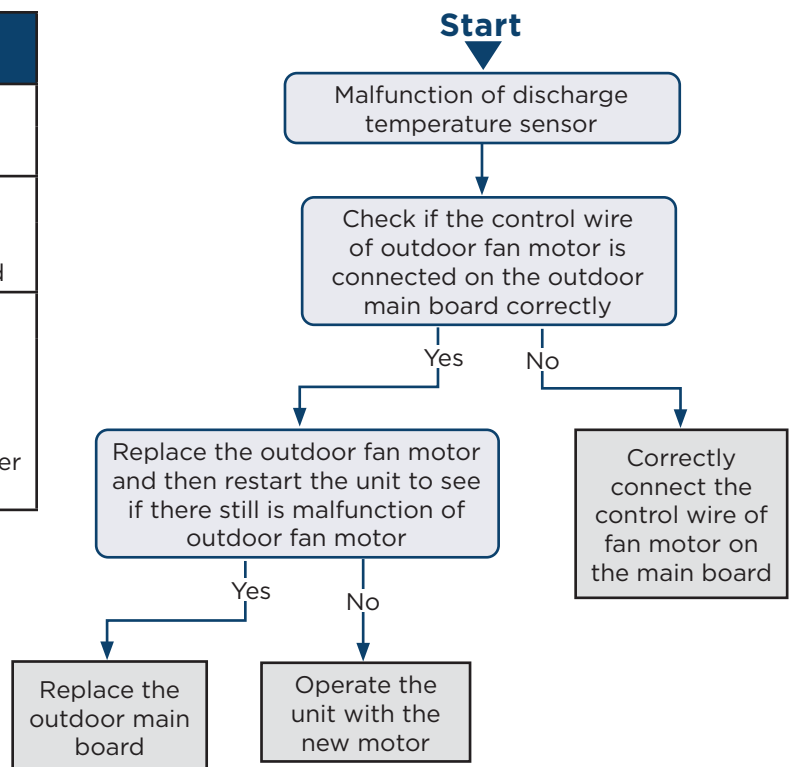 Start
Malfunction of discharge
temperature sensor
Check if the control wire
of outdoor fan motor is
connected on the outdoor
main board correctly
Yes
No
Replace the outdoor fan motor
and then restart the unit to see
if there still is malfunction of
outdoor fan motor
Correctly
connect the
control wire of
fan motor on
the main board
Yes
No
Replace the
outdoor main
board
Operate the
unit with the
new motor